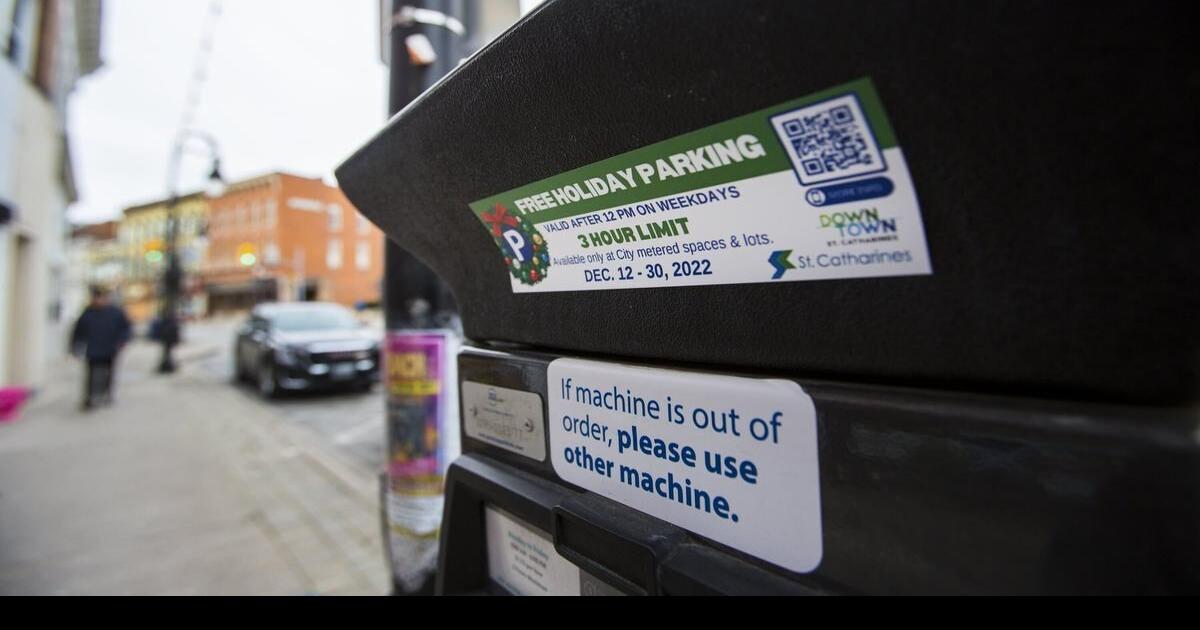 FREE HOLIDAY PARKING
VALID AFTER 12 PM ON WEEKDAYS
3 HOUR LIMIT
Available only at City metered spaces & lots.
DEC. 12 - 30, 2022
P
MORE INFO
DOWN
TOWN
ST. CATHARINES
St. Catharines
If machine is out of
order, please use
other machine.